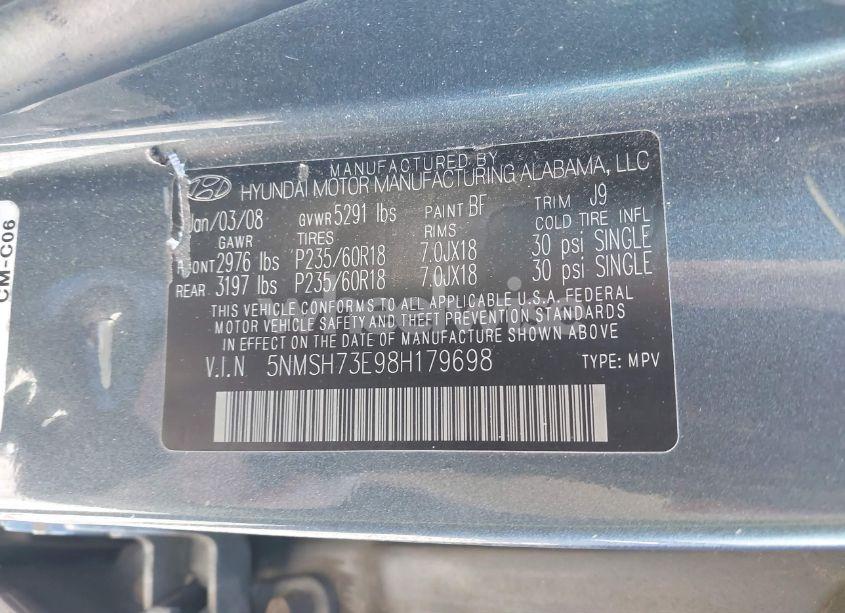 MANUFACTURED BY
HYUNDAI MOTOR MANUFACTURING ALABAMA, LLC
Jan/03/08 GVWR 5291 lbs PAINT BF TRIM J9
GAWR TIRES RIMS COLD TIRE INFL
FRONT 2976 lbs P235/60R18 7.0JX18 30 psi SINGLE
REAR 3197 lbs P235/60R18 7.0JX18 30 psi SINGLE
THIS VEHICLE CONFORMS TO ALL APPLICABLE U.S.A. FEDERAL
MOTOR VEHICLE SAFETY AND THEFT PREVENTION STANDARDS
IN EFFECT ON THE DATE OF MANUFACTURE SHOWN ABOVE
V.I.N 5NMSH73E98H179698 TYPE: MPV
CM-C06